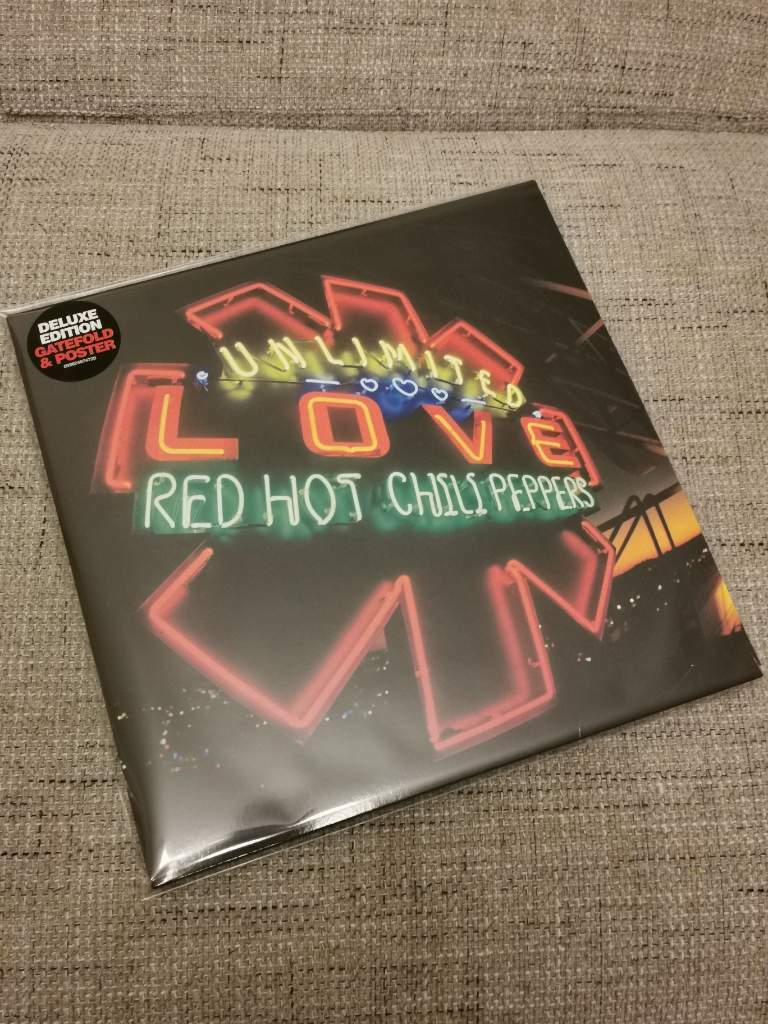 DELUXE
EDITION
GATEFOLD
& POSTER
UNLIMITED
LOVE
RED HOT CHILI PEPPERS